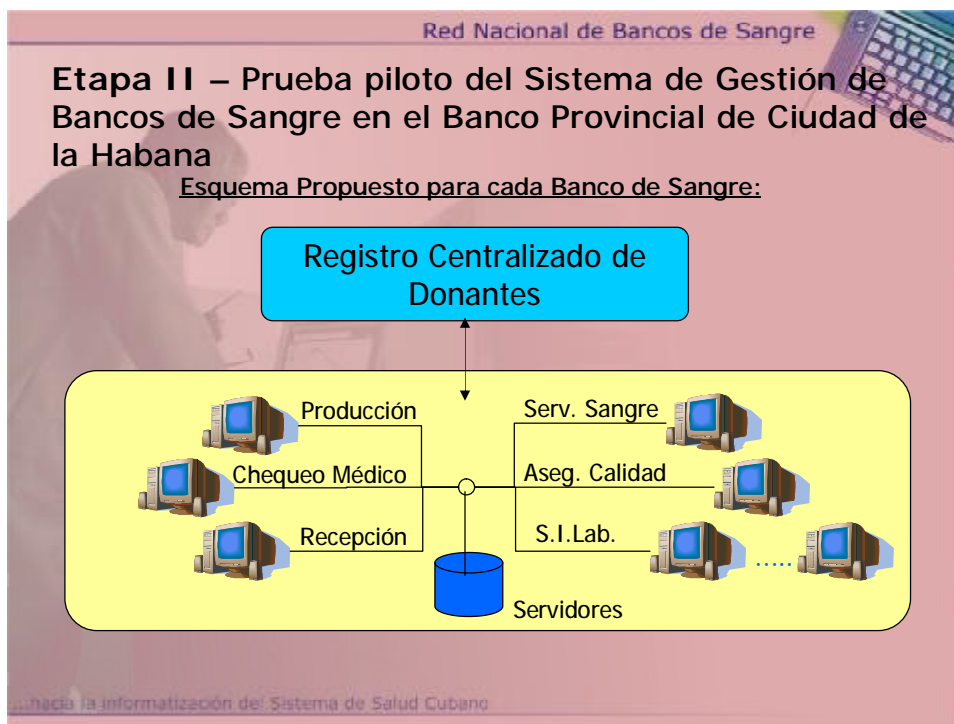 Red Nacional de Bancos de Sangre
Etapa II – Prueba piloto del Sistema de Gestión de
Bancos de Sangre en el Banco Provincial de Ciudad de
la Habana
Esquema Propuesto para cada Banco de Sangre:
Registro Centralizado de
Donantes
Producción
Serv. Sangre
Chequeo Médico
Aseg. Calidad
Recepción
S.I.Lab.
.....
Servidores
...hacia la informatización del Sistema de Salud Cubano